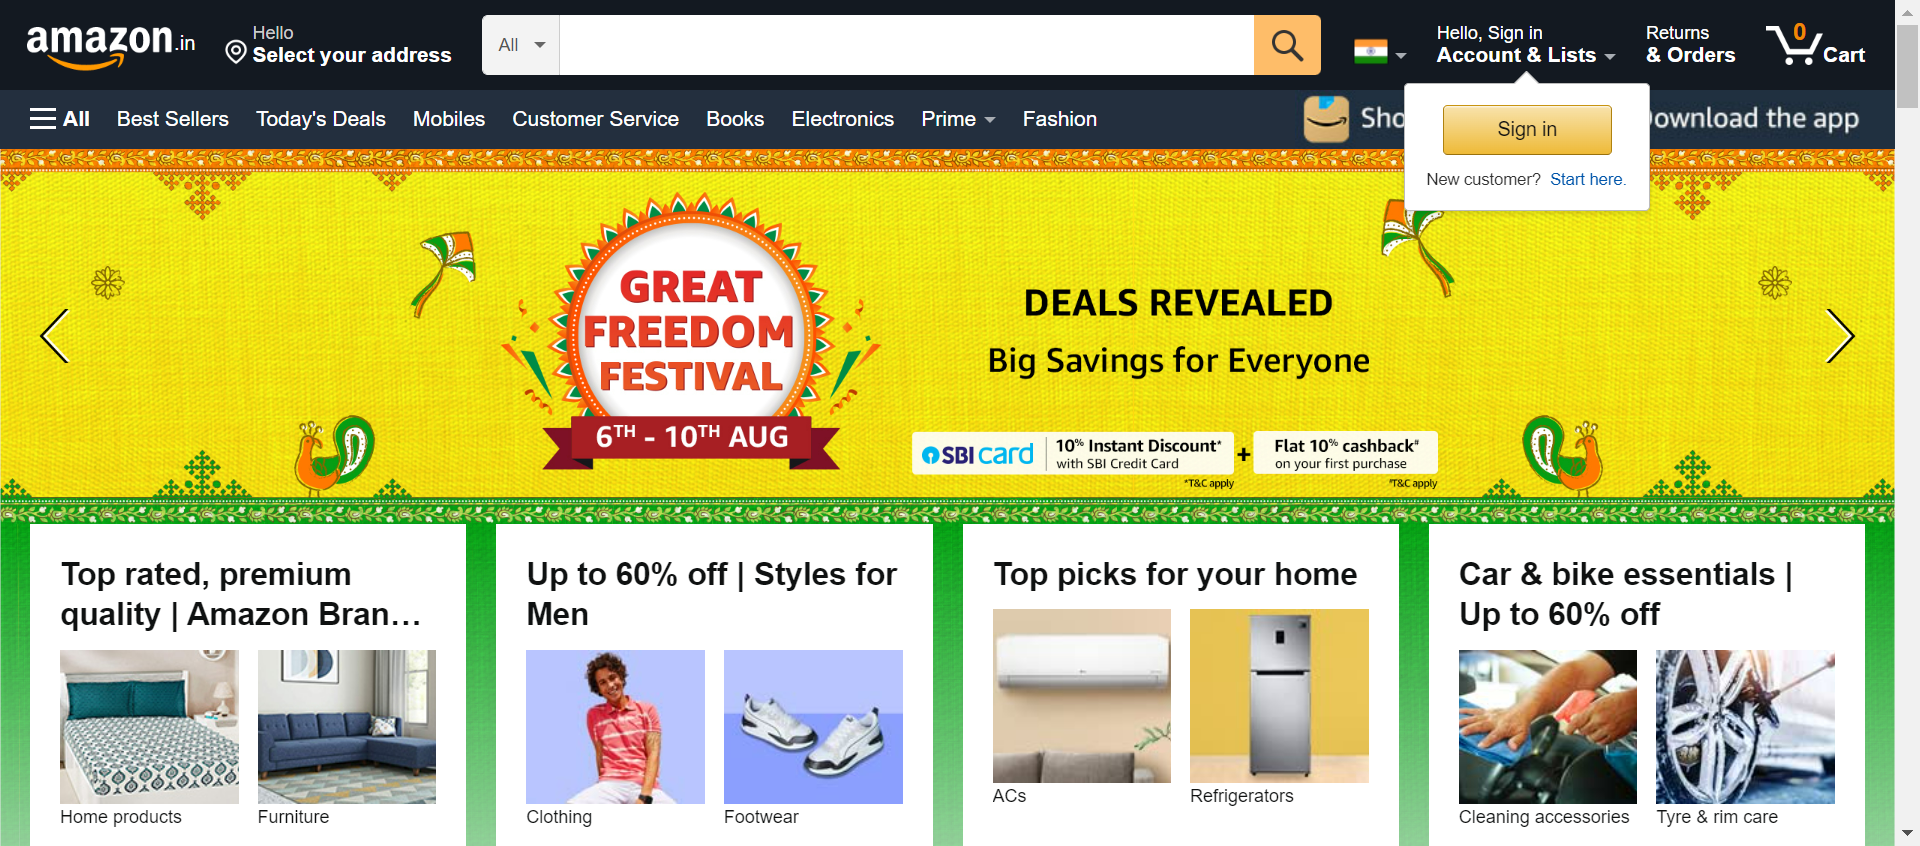 amazon.in
Hello
Select your address
All
Hello, Sign in
Account & Lists
Returns
& Orders
0
Cart
All
Best Sellers
Today's Deals
Mobiles
Customer Service
Books
Electronics
Prime
Fashion
ownload the app
Sign in
New customer? Start here.
GREAT
FREEDOM
FESTIVAL
6TH - 10TH AUG
DEALS REVEALED
Big Savings for Everyone
SBI card
10% Instant Discount*
with SBI Credit Card
*T&C apply
+
Flat 10% cashback#
on your first purchase
#T&C apply
Top rated, premium
quality | Amazon Bran…
Home products
Furniture
Up to 60% off | Styles for
Men
Clothing
Footwear
Top picks for your home
ACs
Refrigerators
Car & bike essentials |
Up to 60% off
Cleaning accessories
Tyre & rim care